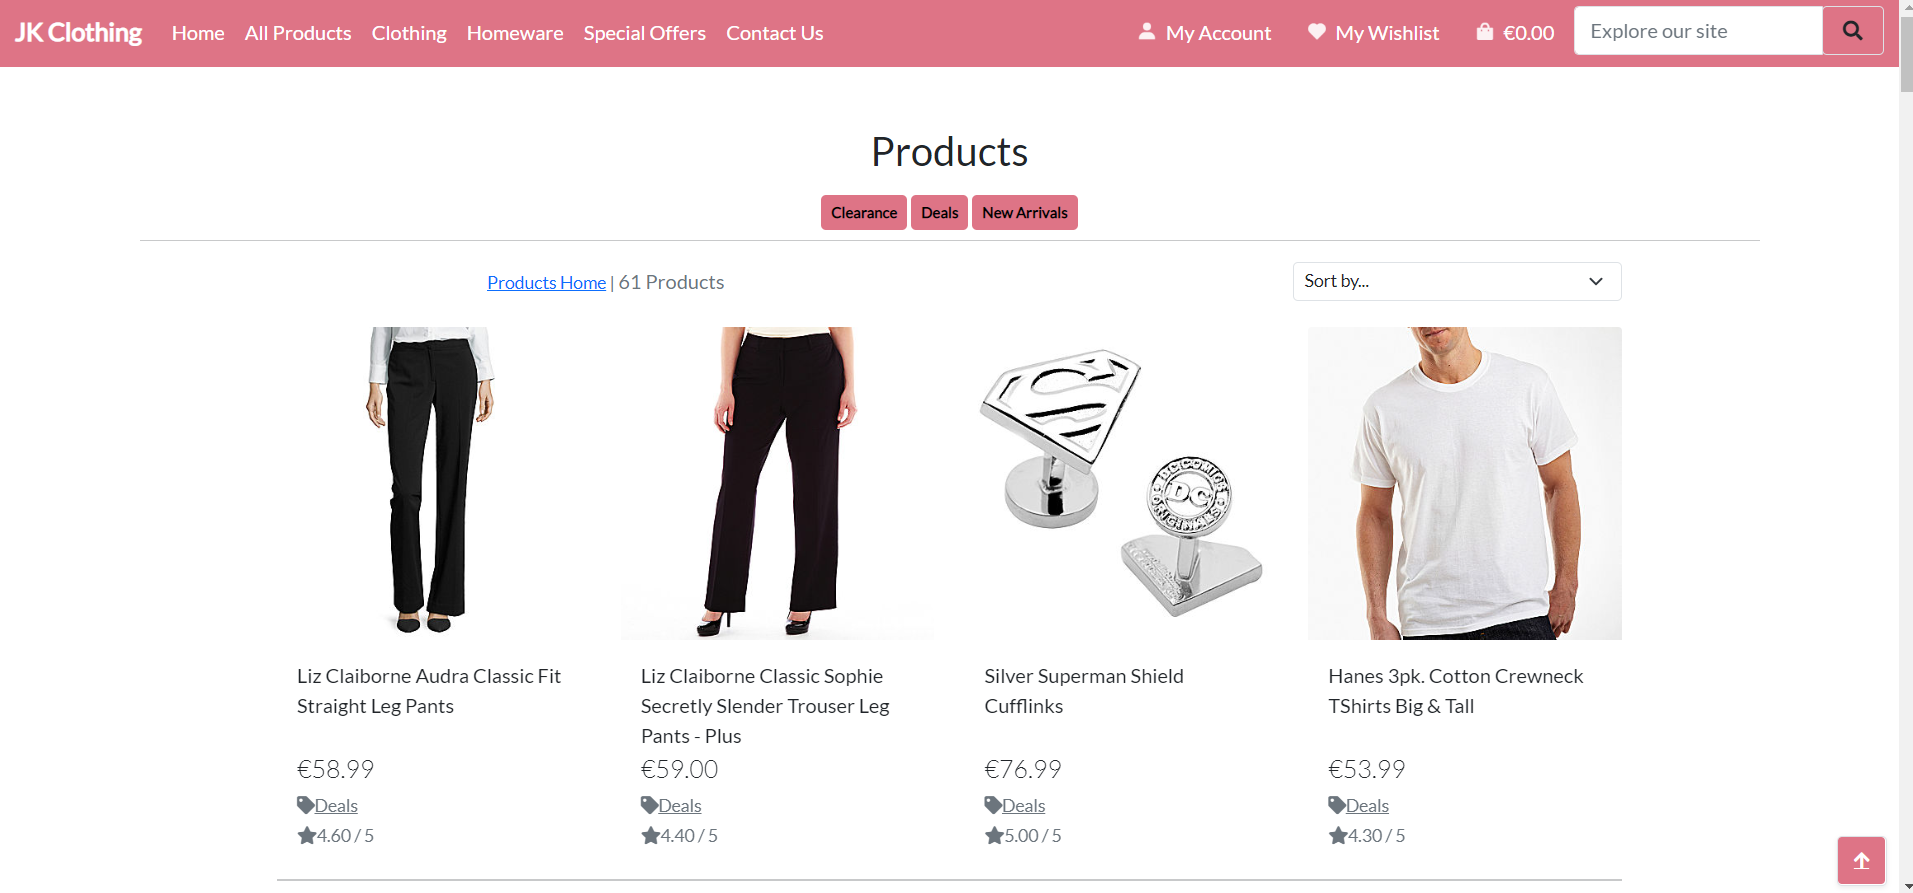 JK Clothing Home All Products Clothing Homeware Special Offers Contact Us My Account My Wishlist €0.00 Explore our site
Products
Clearance Deals New Arrivals
Products Home | 61 Products Sort by...
DC COMICS
DC
ORIGINALS
Liz Claiborne Audra Classic Fit
Straight Leg Pants
€58.99
Deals
4.60 / 5
Liz Claiborne Classic Sophie
Secretly Slender Trouser Leg
Pants - Plus
€59.00
Deals
4.40 / 5
Silver Superman Shield
Cufflinks
€76.99
Deals
5.00 / 5
Hanes 3pk. Cotton Crewneck
TShirts Big & Tall
€53.99
Deals
4.30 / 5